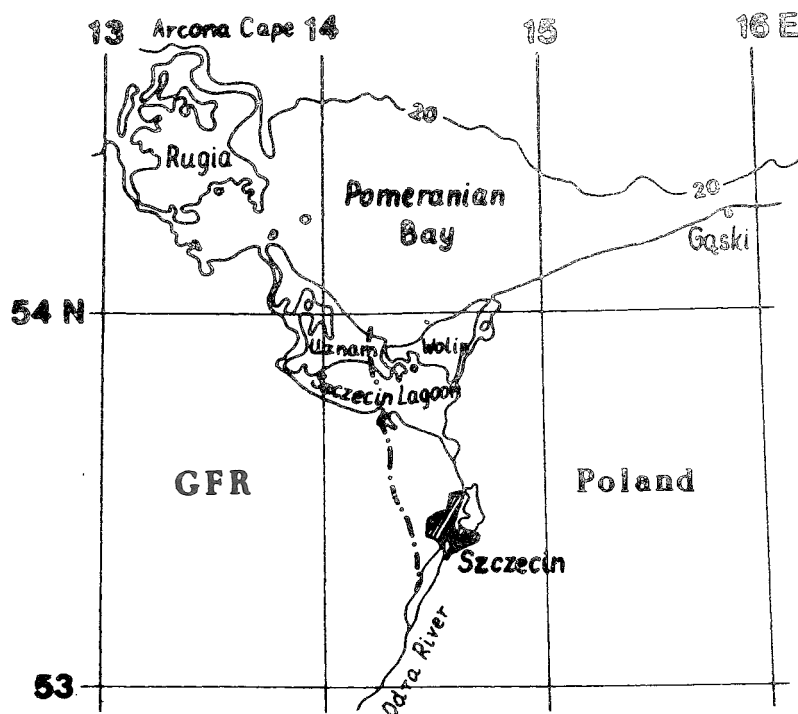 13 Arcona Cape 14 15 16 E
20
Rugia
20
Pomeranian
Bay
Gąski
54 N
Uznam Wolin
Szczecin Lagoon
GFR Poland
Szczecin
Odra River
53